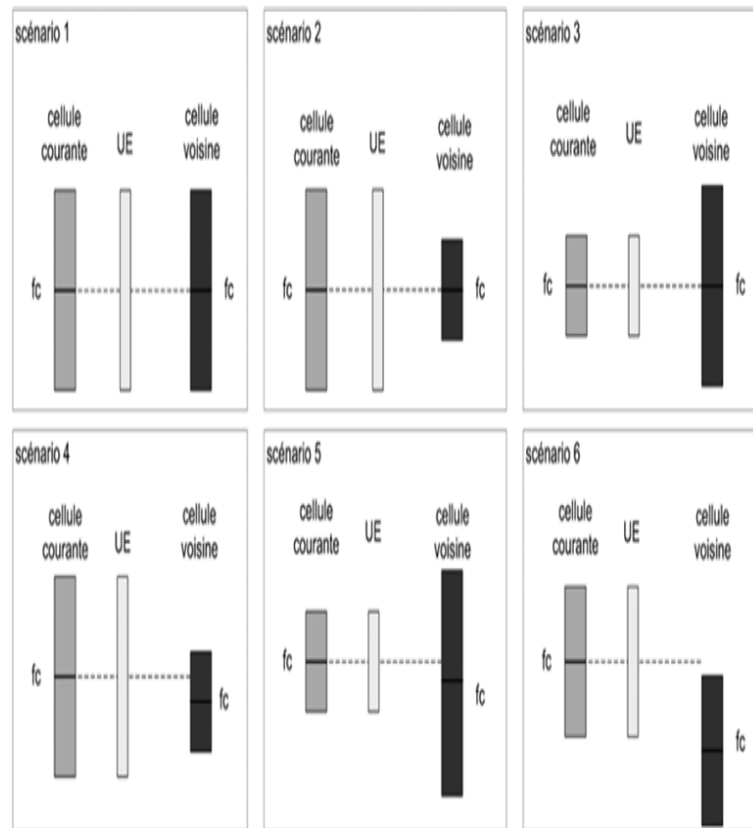 scénario 1
cellule
courante
UE
cellule
voisine
fc
fc
scénario 2
cellule
courante
UE
cellule
voisine
fc
fc
scénario 3
cellule
courante
UE
cellule
voisine
fc
fc
scénario 4
cellule
courante
UE
cellule
voisine
fc
fc
scénario 5
cellule
courante
UE
cellule
voisine
fc
fc
scénario 6
cellule
courante
UE
cellule
voisine
fc
fc